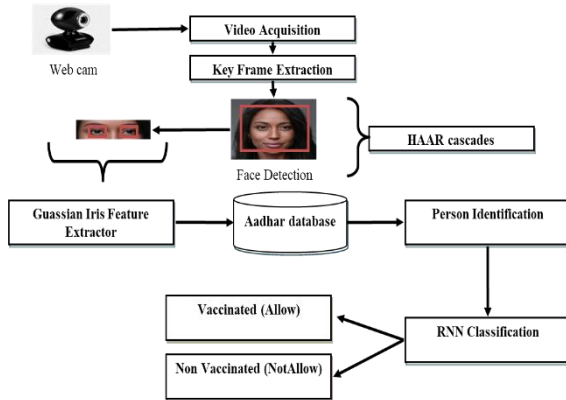 Video Acquisition
Web cam
Key Frame Extraction
HAAR cascades
Face Detection
Guassian Iris Feature
Extractor
Aadhar database
Person Identification
Vaccinated (Allow)
RNN Classification
Non Vaccinated (NotAllow)